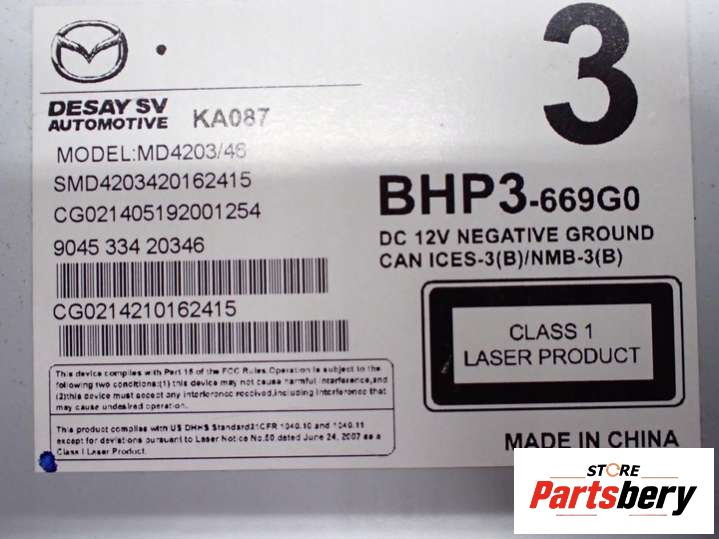 3
DESAY SV
AUTOMOTIVE KA087
MODEL:MD4203/46
SMD4203420162415
CG021405192001254
9045 334 20346
CG0214210162415
BHP3-669G0
DC 12V NEGATIVE GROUND
CAN ICES-3(B)/NMB-3(B)
CLASS 1
LASER PRODUCT
This device complies with Part 15 of the FCC Rules.Operation is subject to the
following two conditions:(1) this device may not cause harmful interference,and
(2)this device must accept any interference received,including interference that
may cause undesired operation.
This product complies with US DHHS Standard21CFR 1040.10 and 1040.11
except for deviations pursuant to Laser Notice No.50.dated June 24, 2007 as a
Class I Laser Product.
MADE IN CHINA
STORE
Partsbery